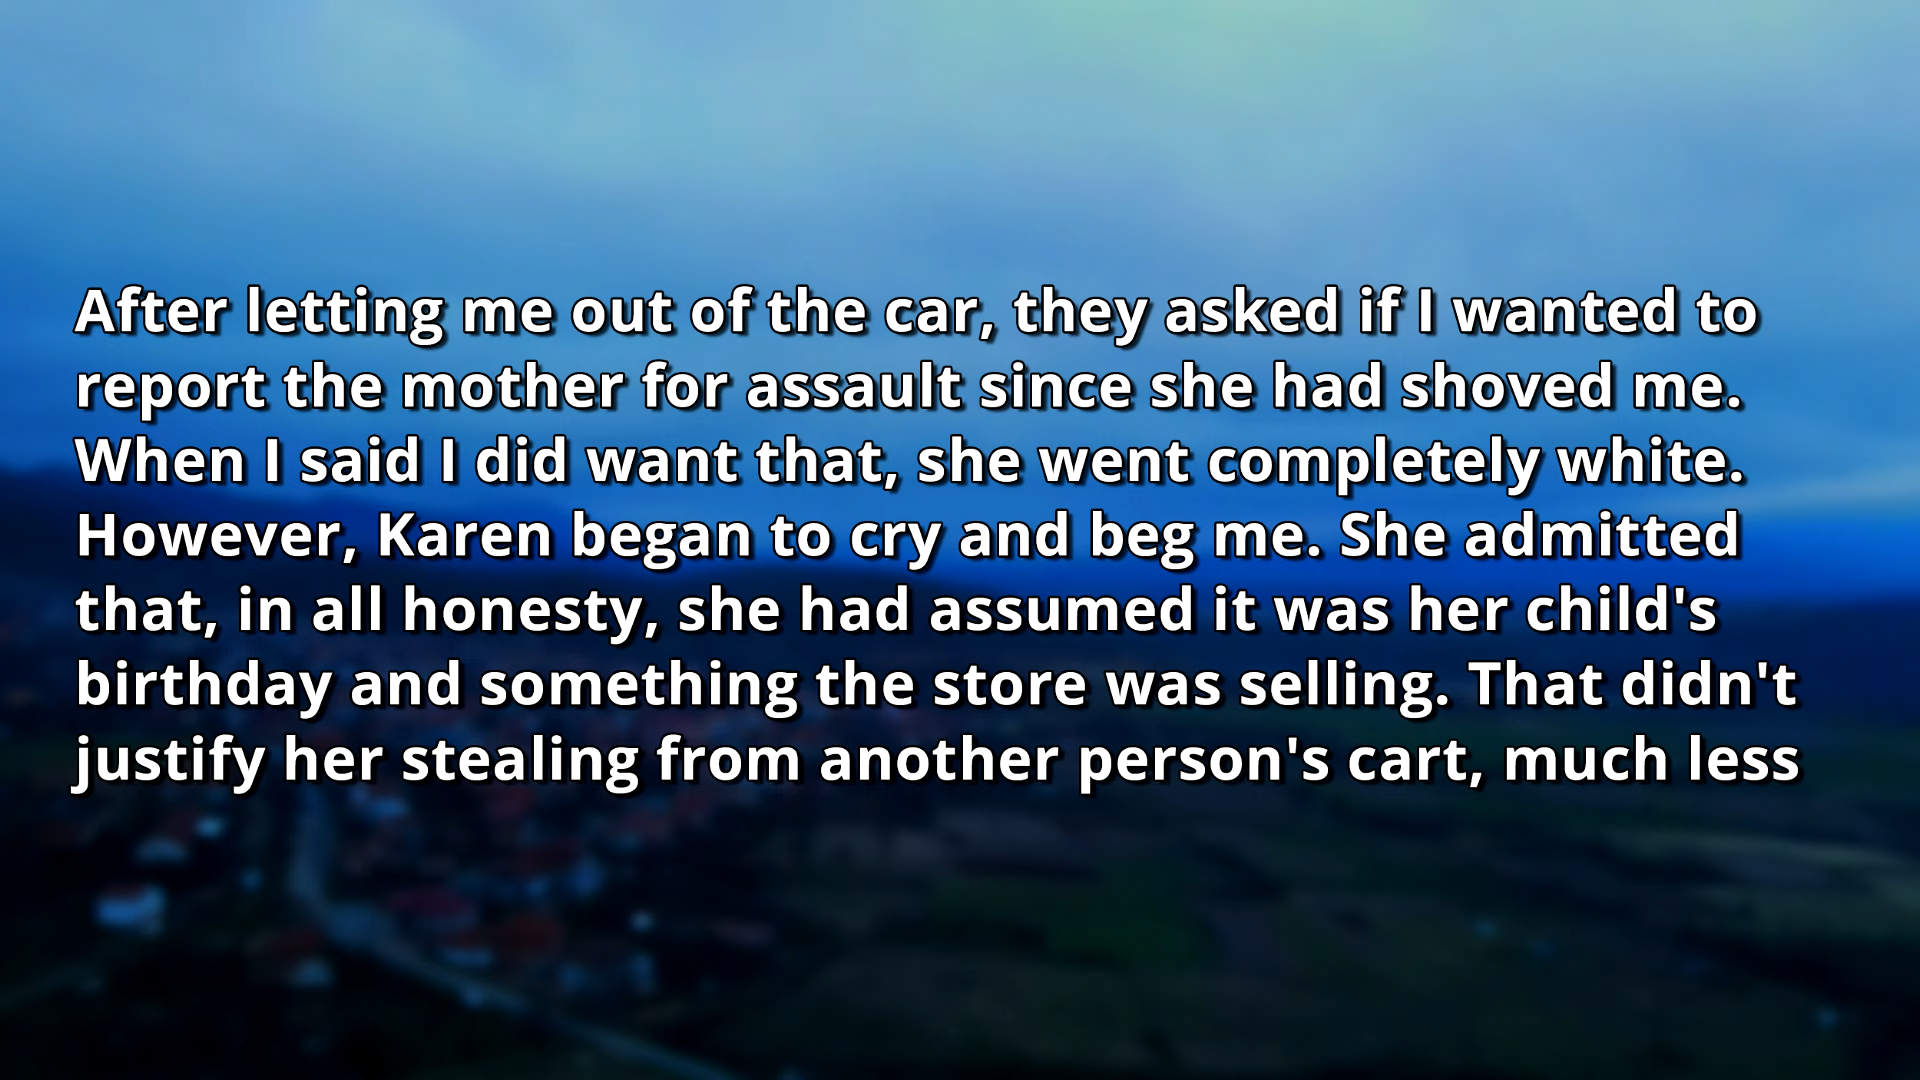 After letting me out of the car, they asked if I wanted to
report the mother for assault since she had shoved me.
When I said I did want that, she went completely white.
However, Karen began to cry and beg me. She admitted
that, in all honesty, she had assumed it was her child's
birthday and something the store was selling. That didn't
justify her stealing from another person's cart, much less